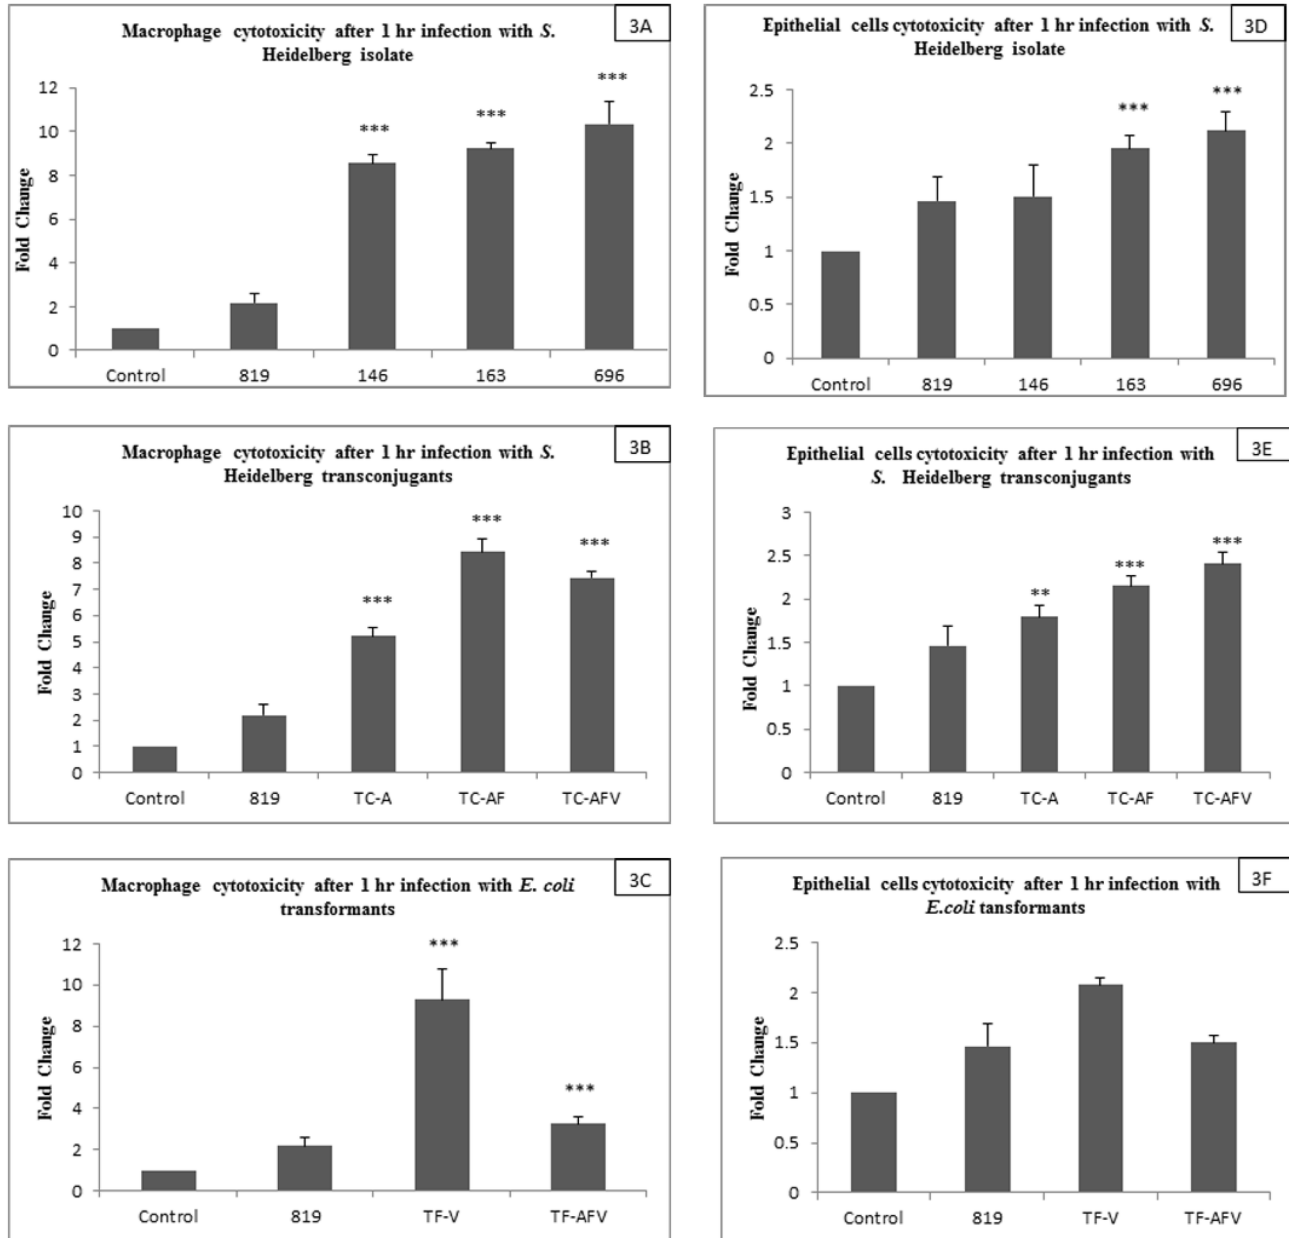 3A
Macrophage cytotoxicity after 1 hr infection with S.
Heidelberg isolate
Fold Change
12
10
8
6
4
2
0
***
***
***
Control 819 146 163 696
3D
Epithelial cells cytotoxicity after 1 hr infection with S.
Heidelberg isolate
Fold Change
2.5
2
1.5
1
0.5
0
***
***
Control 819 146 163 696
3B
Macrophage cytotoxicity after 1 hr infection with S.
Heidelberg transconjugants
Fold Change
10
9
8
7
6
5
4
3
2
1
0
***
***
***
Control 819 TC-A TC-AF TC-AFV
3E
Epithelial cells cytotoxicity after 1 hr infection with
S. Heidelberg transconjugants
Fold Change
3
2.5
2
1.5
1
0.5
0
**
***
***
Control 819 TC-A TC-AF TC-AFV
3C
Macrophage cytotoxicity after 1 hr infection with E. coli
transformants
Fold Change
12
10
8
6
4
2
0
***
***
Control 819 TF-V TF-AFV
3F
Epithelial cells cytotoxicity after 1 hr infection with
E.coli tansformants
Fold Change
2.5
2
1.5
1
0.5
0
Control 819 TF-V TF-AFV